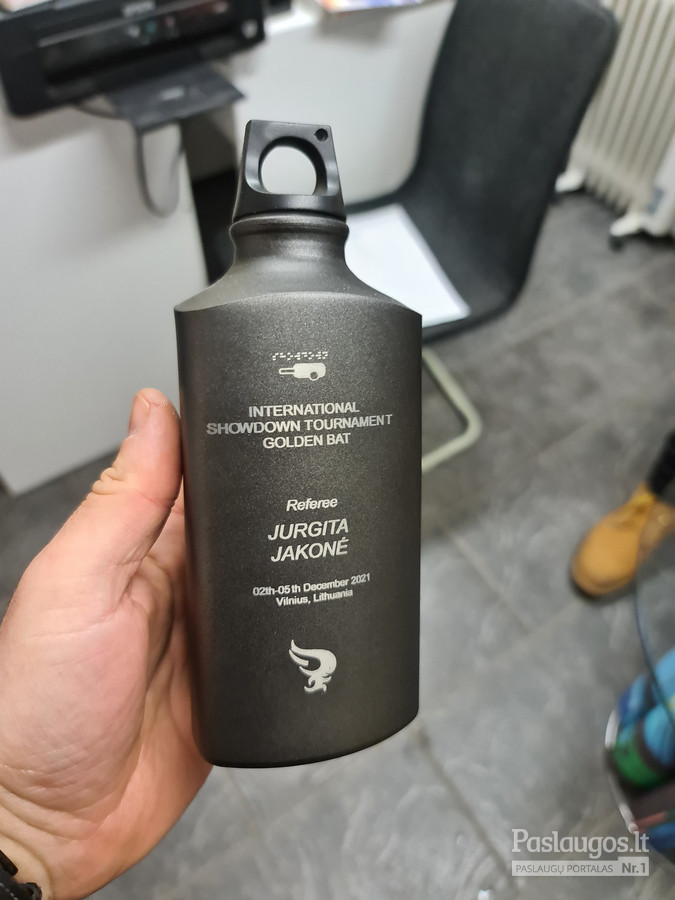 INTERNATIONAL
SHOWDOWN TOURNAMENT
GOLDEN BAT
Referee
JURGITA
JAKONĖ
02th-05th December 2021
Vilnius, Lithuania
Paslaugos.lt
PASLAUGŲ PORTALAS Nr.1